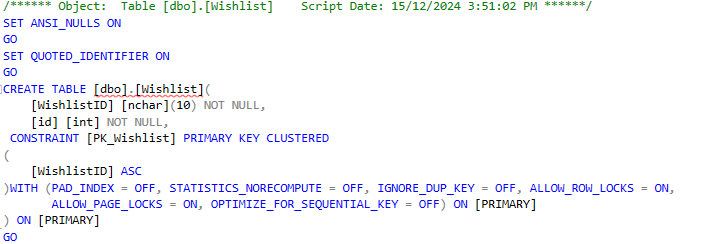 /****** Object:  Table [dbo].[Wishlist]    Script Date: 15/12/2024 3:51:02 PM ******/
SET ANSI_NULLS ON
GO
SET QUOTED_IDENTIFIER ON
GO
CREATE TABLE [dbo].[Wishlist](
    [WishlistID] [nchar](10) NOT NULL,
    [id] [int] NOT NULL,
 CONSTRAINT [PK_Wishlist] PRIMARY KEY CLUSTERED
(
    [WishlistID] ASC
)WITH (PAD_INDEX = OFF, STATISTICS_NORECOMPUTE = OFF, IGNORE_DUP_KEY = OFF, ALLOW_ROW_LOCKS = ON,
       ALLOW_PAGE_LOCKS = ON, OPTIMIZE_FOR_SEQUENTIAL_KEY = OFF) ON [PRIMARY]
) ON [PRIMARY]
GO